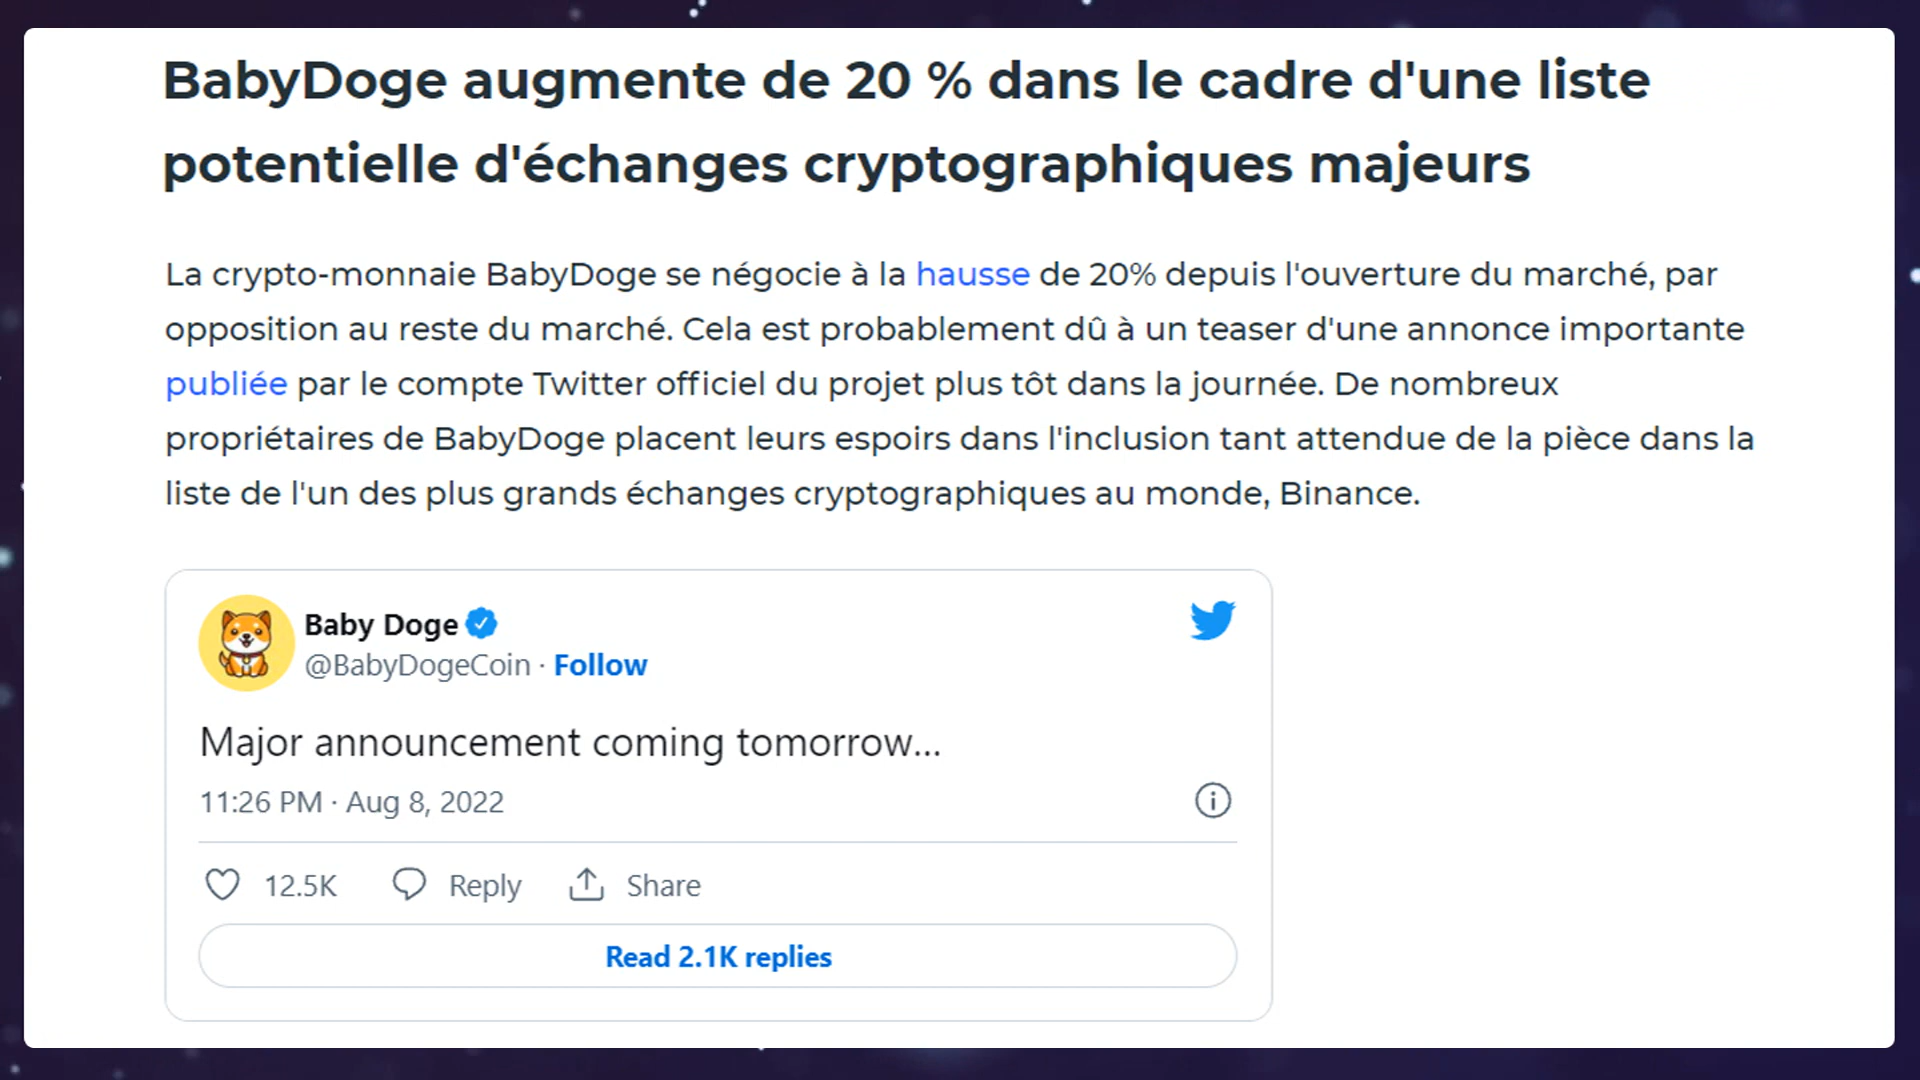 BabyDoge augmente de 20 % dans le cadre d'une liste
potentielle d'échanges cryptographiques majeurs
La crypto-monnaie BabyDoge se négocie à la hausse de 20% depuis l'ouverture du marché, par
opposition au reste du marché. Cela est probablement dû à un teaser d'une annonce importante
publiée par le compte Twitter officiel du projet plus tôt dans la journée. De nombreux
propriétaires de BabyDoge placent leurs espoirs dans l'inclusion tant attendue de la pièce dans la
liste de l'un des plus grands échanges cryptographiques au monde, Binance.
Baby Doge
@BabyDogeCoin · Follow
Major announcement coming tomorrow...
11:26 PM · Aug 8, 2022
12.5K Reply Share
Read 2.1K replies